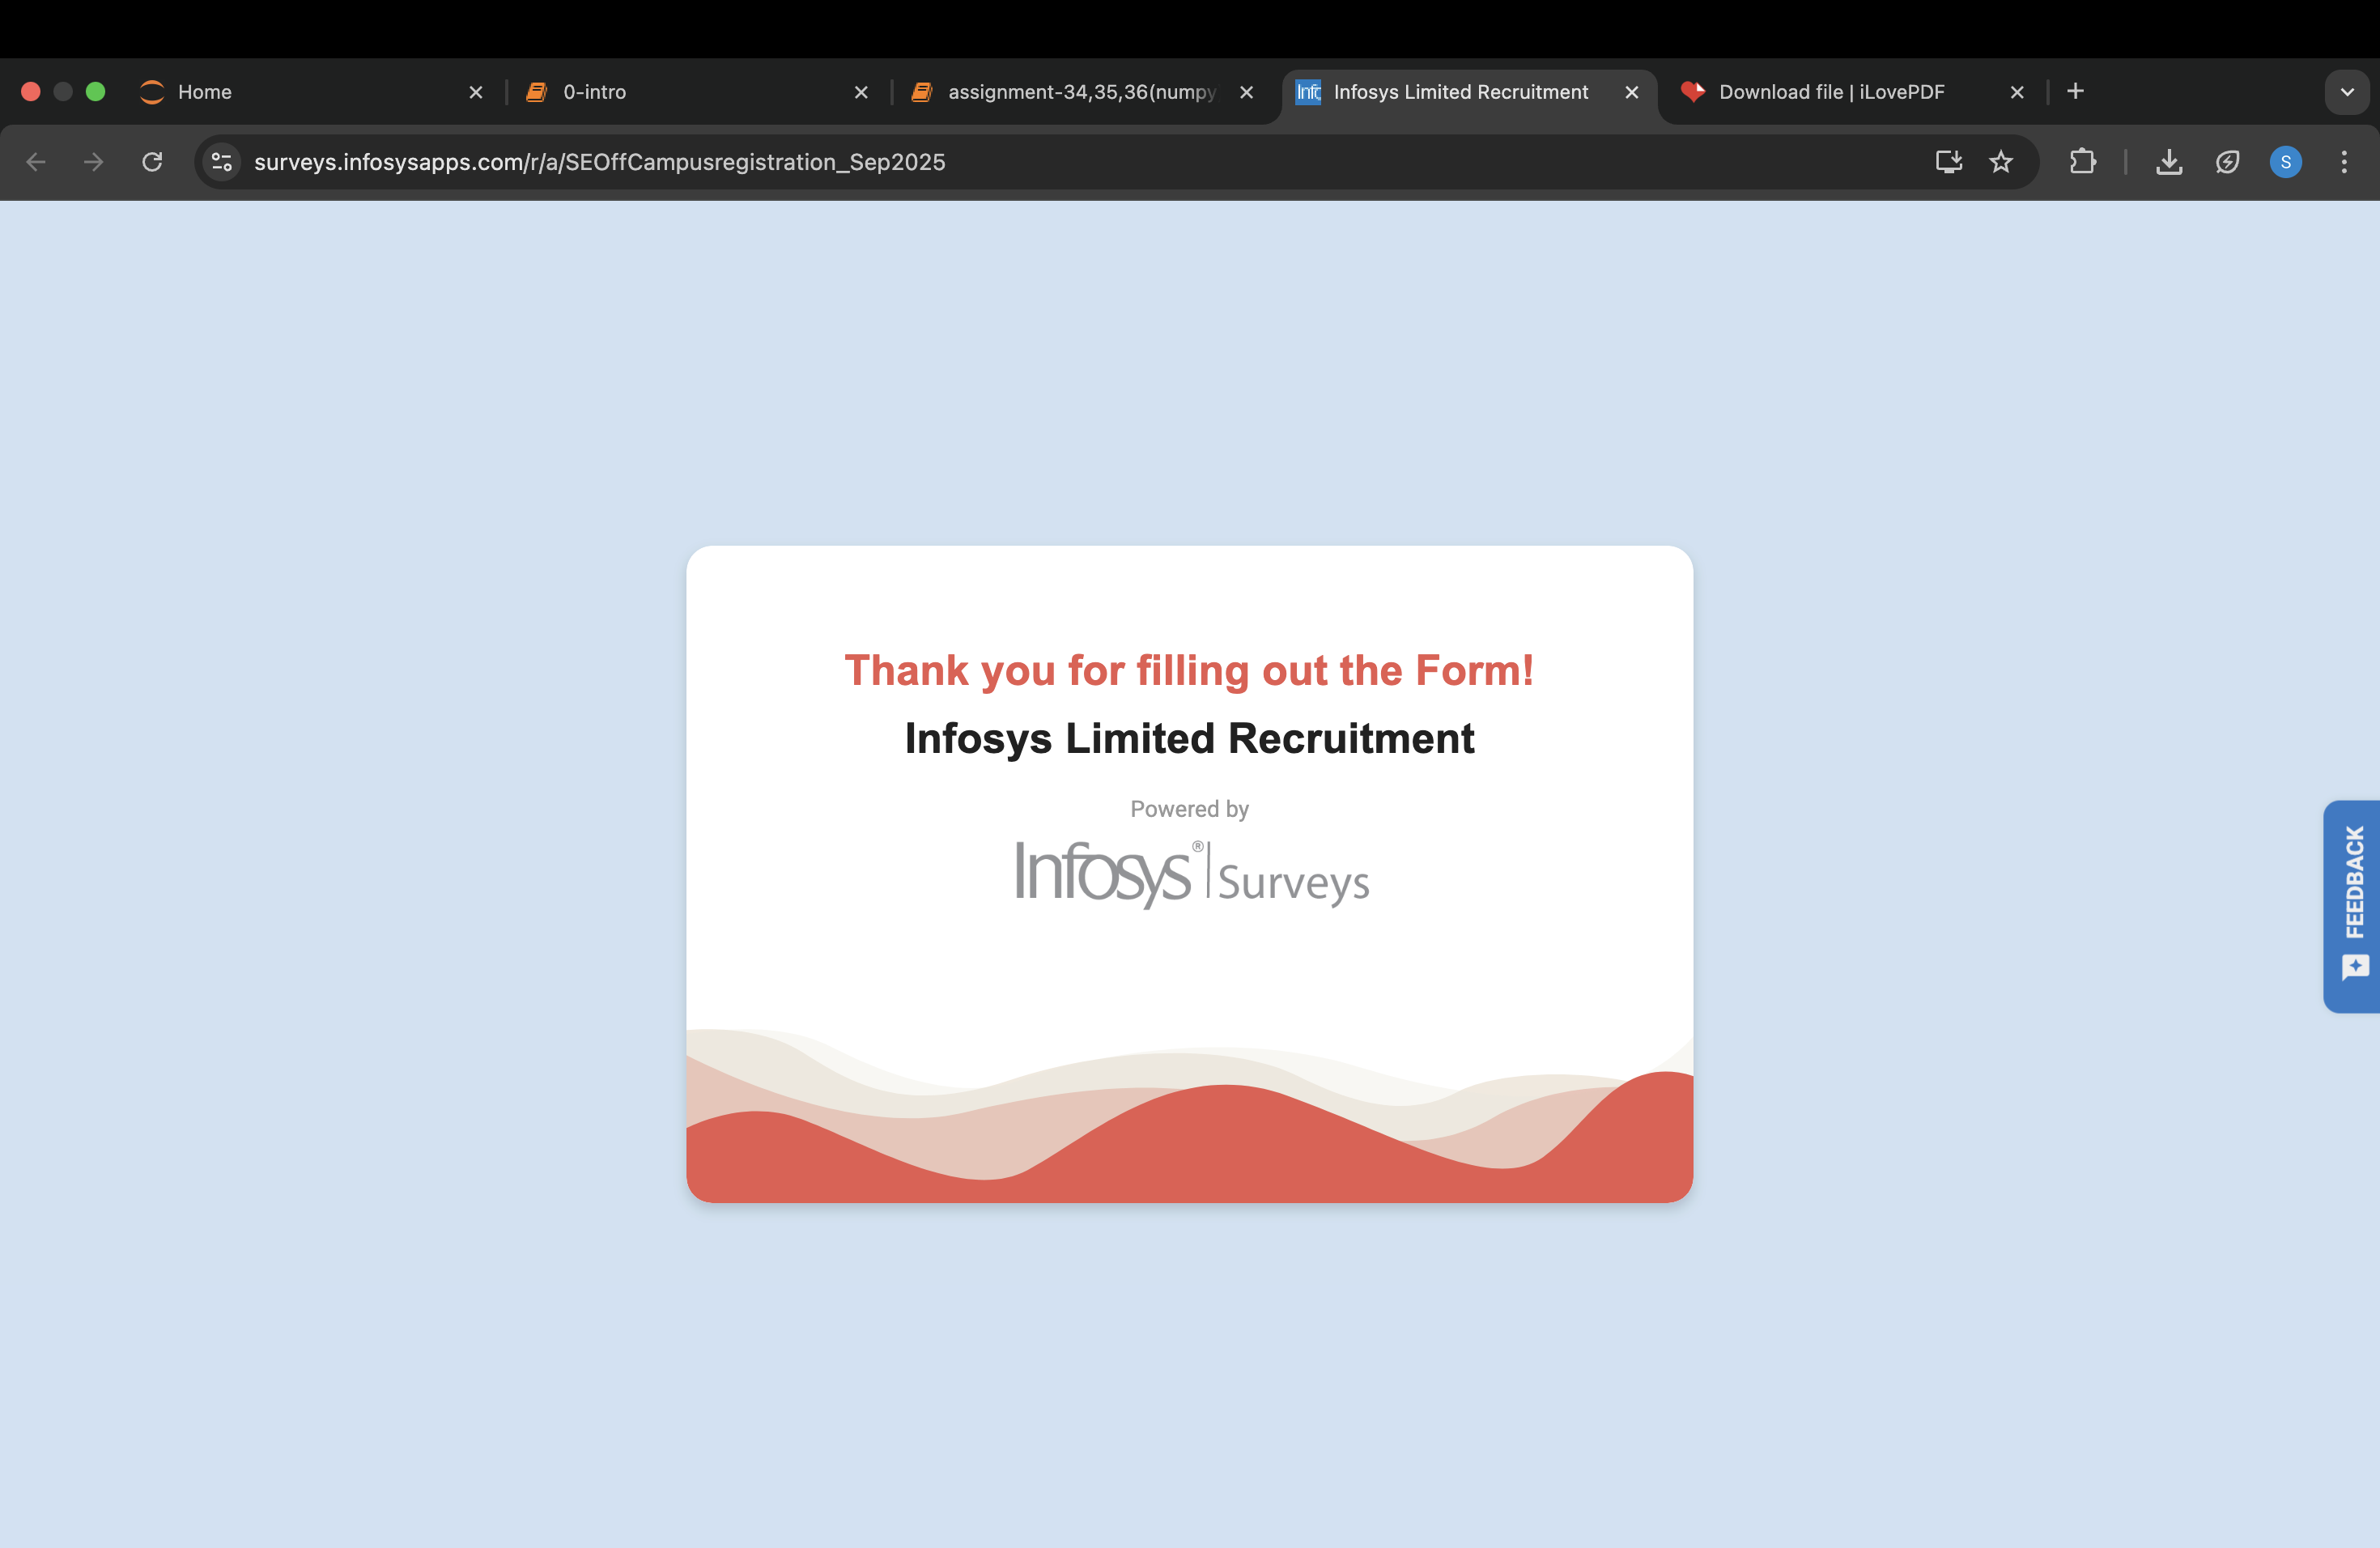 Home
0-intro
assignment-34,35,36(numpy
Infosys Limited Recruitment
Download file | iLovePDF
surveys.infosysapps.com/r/a/SEOffCampusregistration_Sep2025
S
Thank you for filling out the Form!
Infosys Limited Recruitment
Powered by
Infosys® | Surveys
FEEDBACK